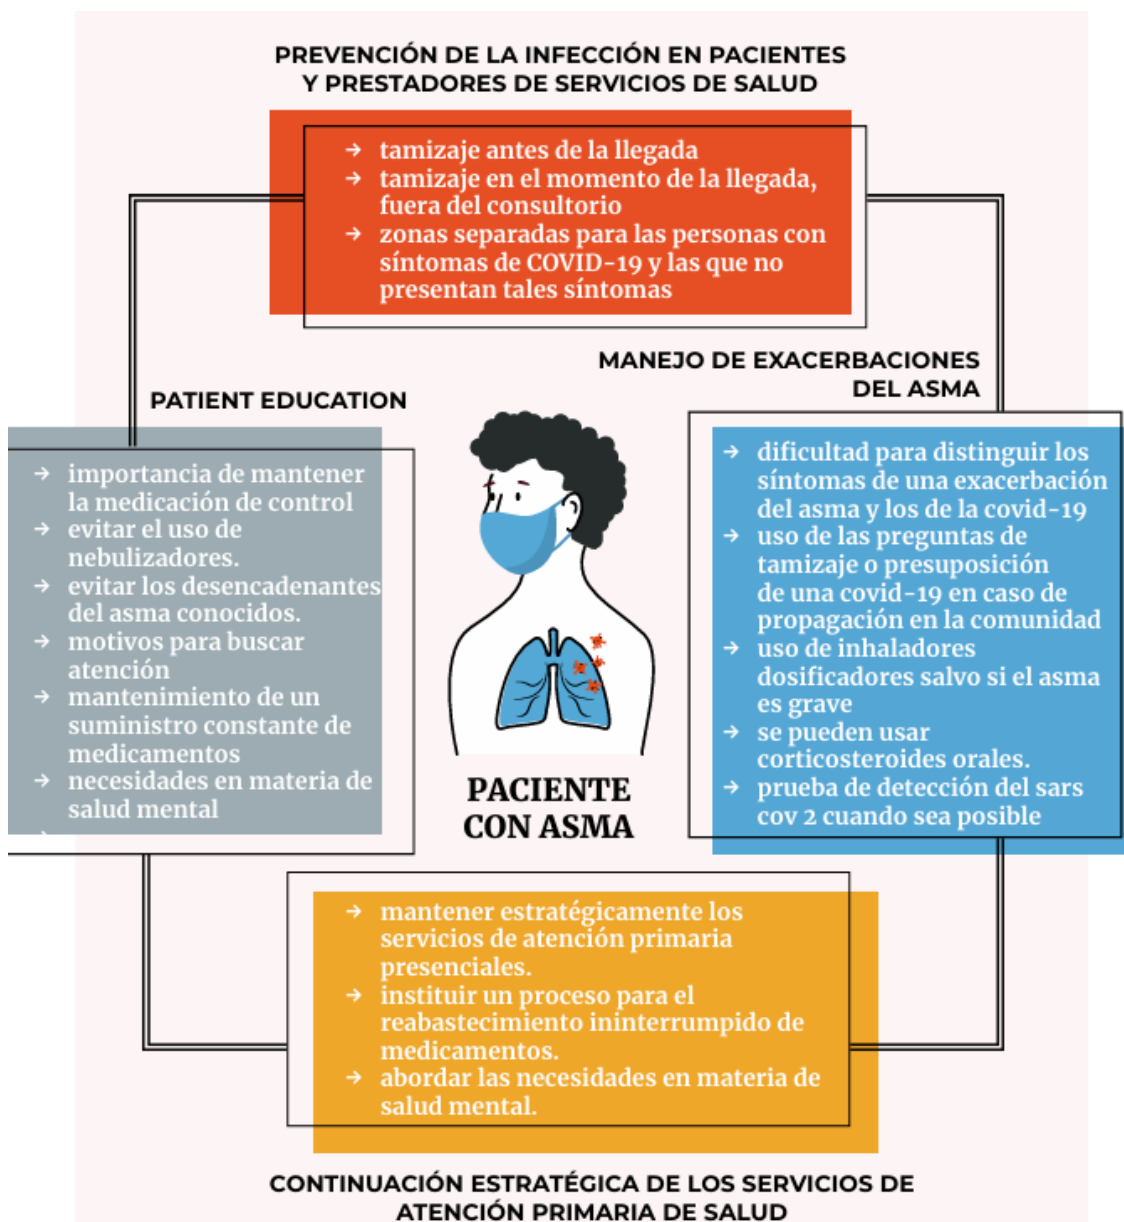 PREVENCIÓN DE LA INFECCIÓN EN PACIENTES
Y PRESTADORES DE SERVICIOS DE SALUD
→ tamizaje antes de la llegada
→ tamizaje en el momento de la llegada,
fuera del consultorio
→ zonas separadas para las personas con
síntomas de COVID-19 y las que no
presentan tales síntomas
PATIENT EDUCATION
→ importancia de mantener
la medicación de control
→ evitar el uso de
nebulizadores.
→ evitar los desencadenantes
del asma conocidos.
→ motivos para buscar
atención
→ mantenimiento de un
suministro constante de
medicamentos
→ necesidades en materia de
salud mental
MANEJO DE EXACERBACIONES
DEL ASMA
→ dificultad para distinguir los
síntomas de una exacerbación
del asma y los de la covid-19
→ uso de las preguntas de
tamizaje o presuposición
de una covid-19 en caso de
propagación en la comunidad
→ uso de inhaladores
dosificadores salvo si el asma
es grave
→ se pueden usar
corticosteroides orales.
→ prueba de detección del sars
cov 2 cuando sea posible
PACIENTE
CON ASMA
→ mantener estratégicamente los
servicios de atención primaria
presenciales.
→ instituir un proceso para el
reabastecimiento ininterrumpido de
medicamentos.
→ abordar las necesidades en materia de
salud mental.
CONTINUACIÓN ESTRATÉGICA DE LOS SERVICIOS DE
ATENCIÓN PRIMARIA DE SALUD